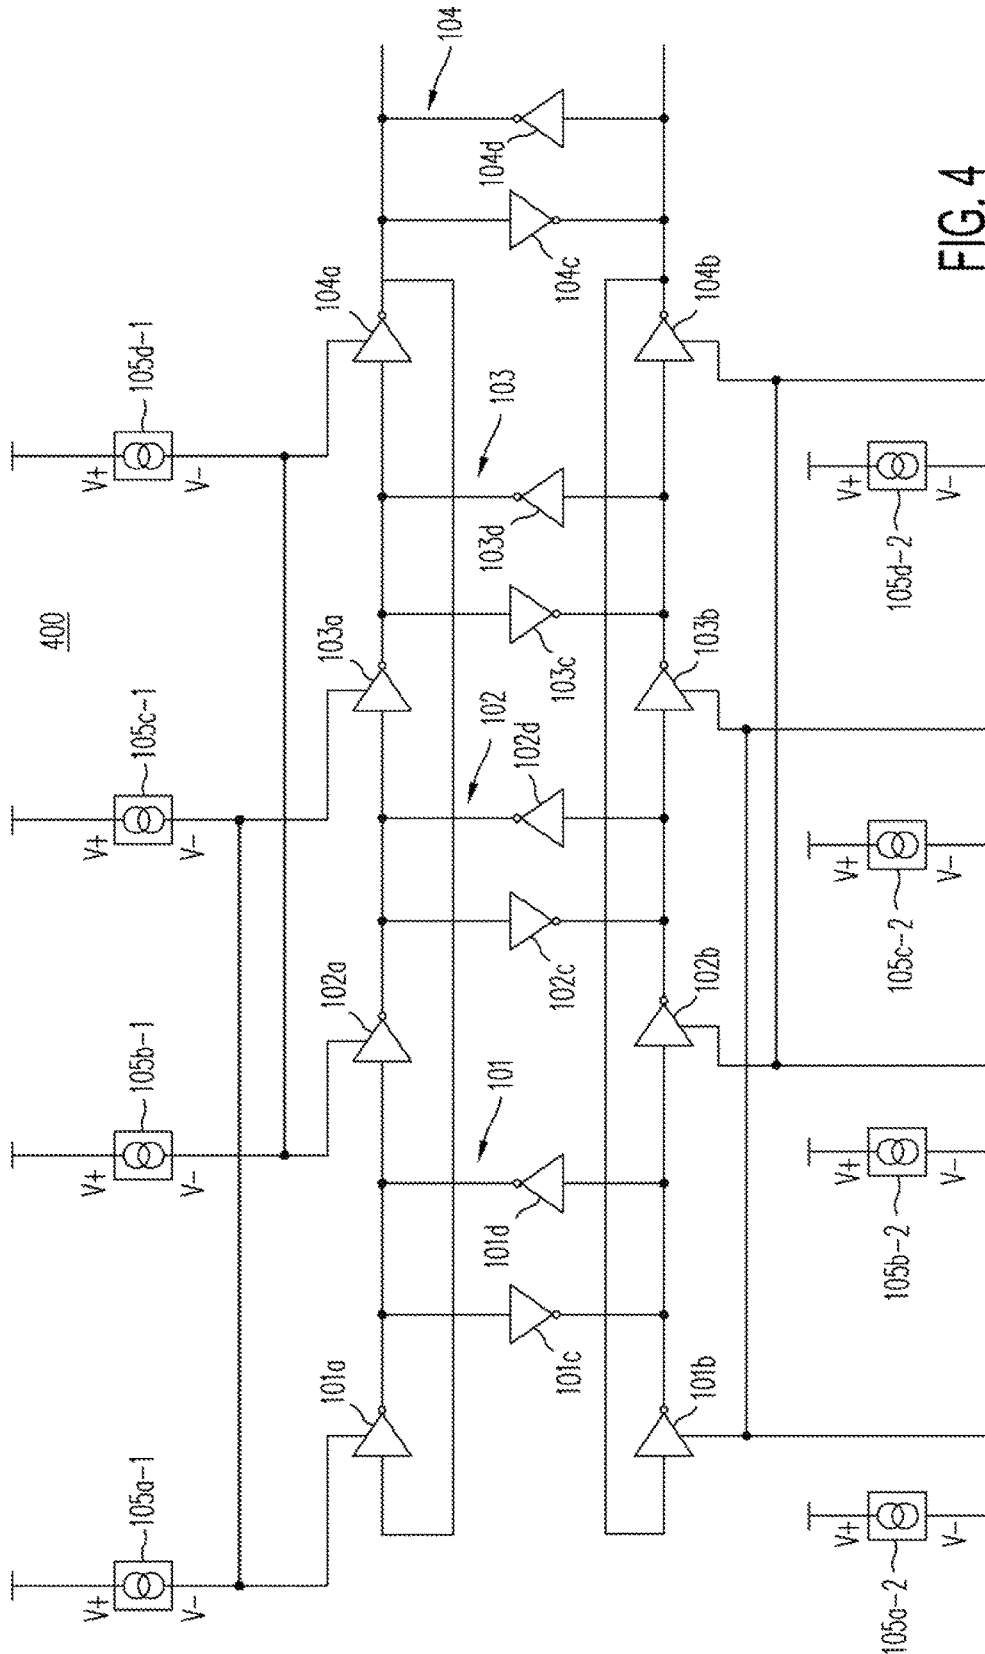 400
105a-1
V+
V-
105b-1
V+
V-
105c-1
V+
V-
105d-1
V+
V-
101a
102a
103a
104a
101
102
103
104
101c
101d
102c
102d
103c
103d
104c
104d
101b
102b
103b
104b
105a-2
V+
V-
105b-2
V+
V-
105c-2
V+
V-
105d-2
V+
V-
FIG. 4